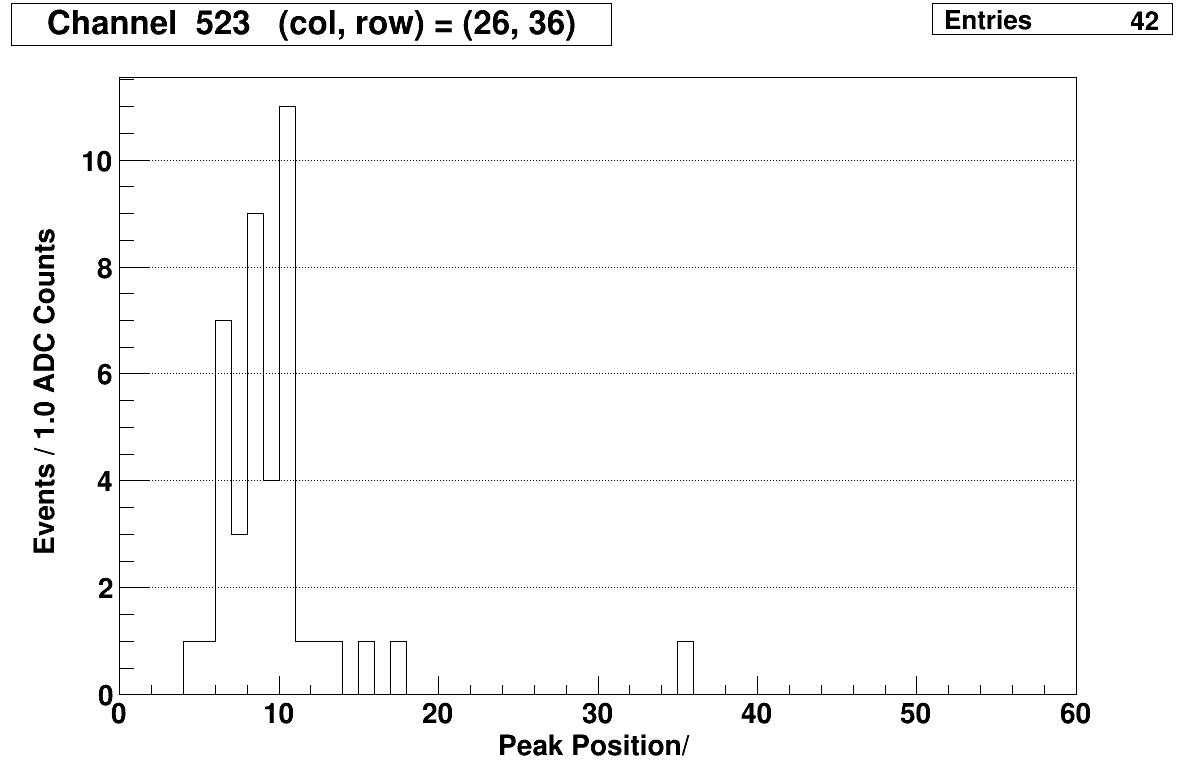 Channel 523 (col, row) = (26, 36)
Entries 42
Events / 1.0 ADC Counts
10
8
6
4
2
0
0 10 20 30 40 50 60
Peak Position/